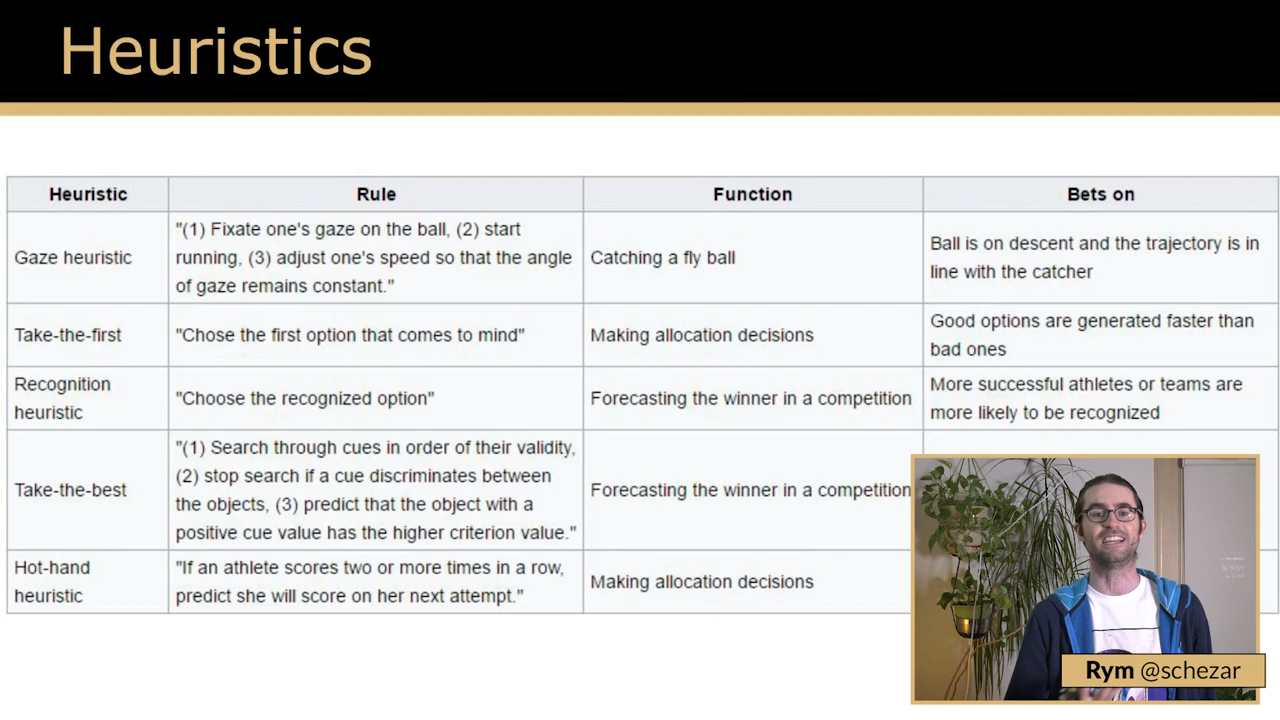 Heuristics
Heuristic Rule Function Bets on
Gaze heuristic
"(1) Fixate one's gaze on the ball, (2) start
running, (3) adjust one's speed so that the angle
of gaze remains constant."
Catching a fly ball
Ball is on descent and the trajectory is in
line with the catcher
Take-the-first
"Chose the first option that comes to mind"
Making allocation decisions
Good options are generated faster than
bad ones
Recognition
heuristic
"Choose the recognized option"
Forecasting the winner in a competition
More successful athletes or teams are
more likely to be recognized
Take-the-best
"(1) Search through cues in order of their validity,
(2) stop search if a cue discriminates between
the objects, (3) predict that the object with a
positive cue value has the higher criterion value."
Forecasting the winner in a competition
Hot-hand
heuristic
"If an athlete scores two or more times in a row,
predict she will score on her next attempt."
Making allocation decisions
Rym @schezar